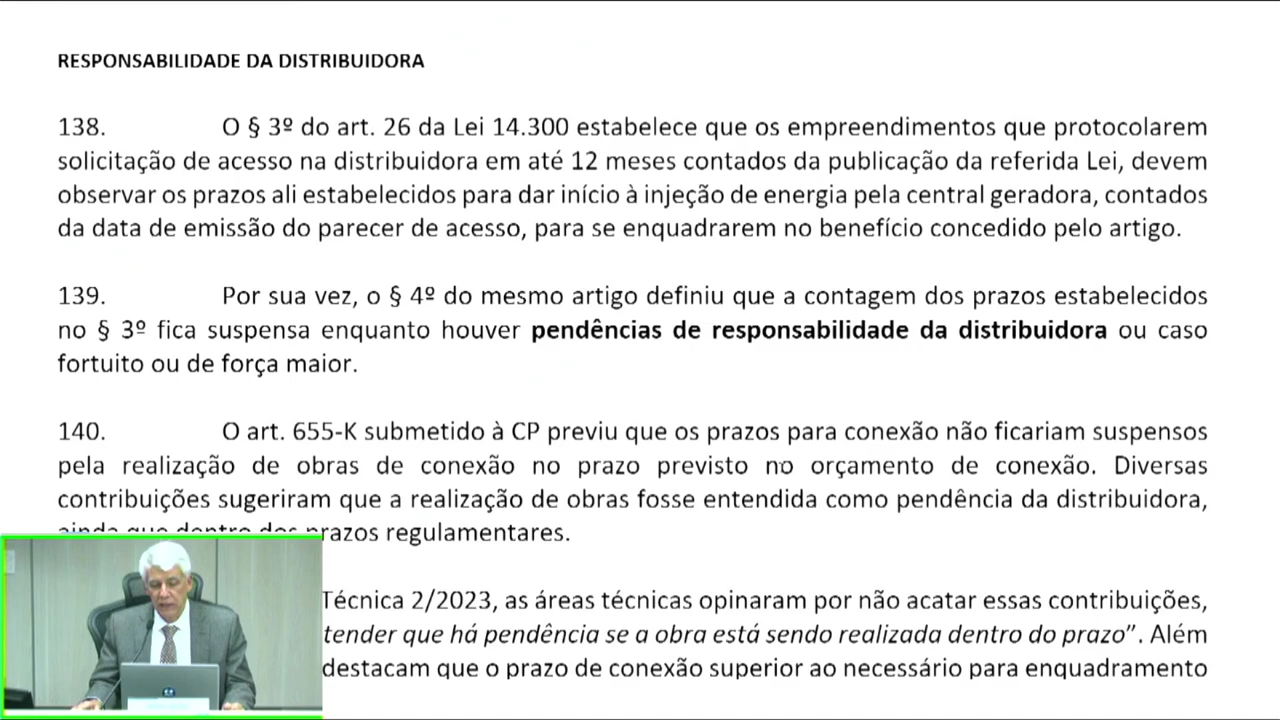 RESPONSABILIDADE DA DISTRIBUIDORA
138. O § 3º do art. 26 da Lei 14.300 estabelece que os empreendimentos que protocolarem
solicitação de acesso na distribuidora em até 12 meses contados da publicação da referida Lei, devem
observar os prazos ali estabelecidos para dar início à injeção de energia pela central geradora, contados
da data de emissão do parecer de acesso, para se enquadrarem no benefício concedido pelo artigo.
139. Por sua vez, o § 4º do mesmo artigo definiu que a contagem dos prazos estabelecidos
no § 3º fica suspensa enquanto houver pendências de responsabilidade da distribuidora ou caso
fortuito ou de força maior.
140. O art. 655-K submetido à CP previu que os prazos para conexão não ficariam suspensos
pela realização de obras de conexão no prazo previsto no orçamento de conexão. Diversas
contribuições sugeriram que a realização de obras fosse entendida como pendência da distribuidora,
ainda que dentro dos prazos regulamentares.
Técnica 2/2023, as áreas técnicas opinaram por não acatar essas contribuições,
tender que há pendência se a obra está sendo realizada dentro do prazo”. Além
destacam que o prazo de conexão superior ao necessário para enquadramento